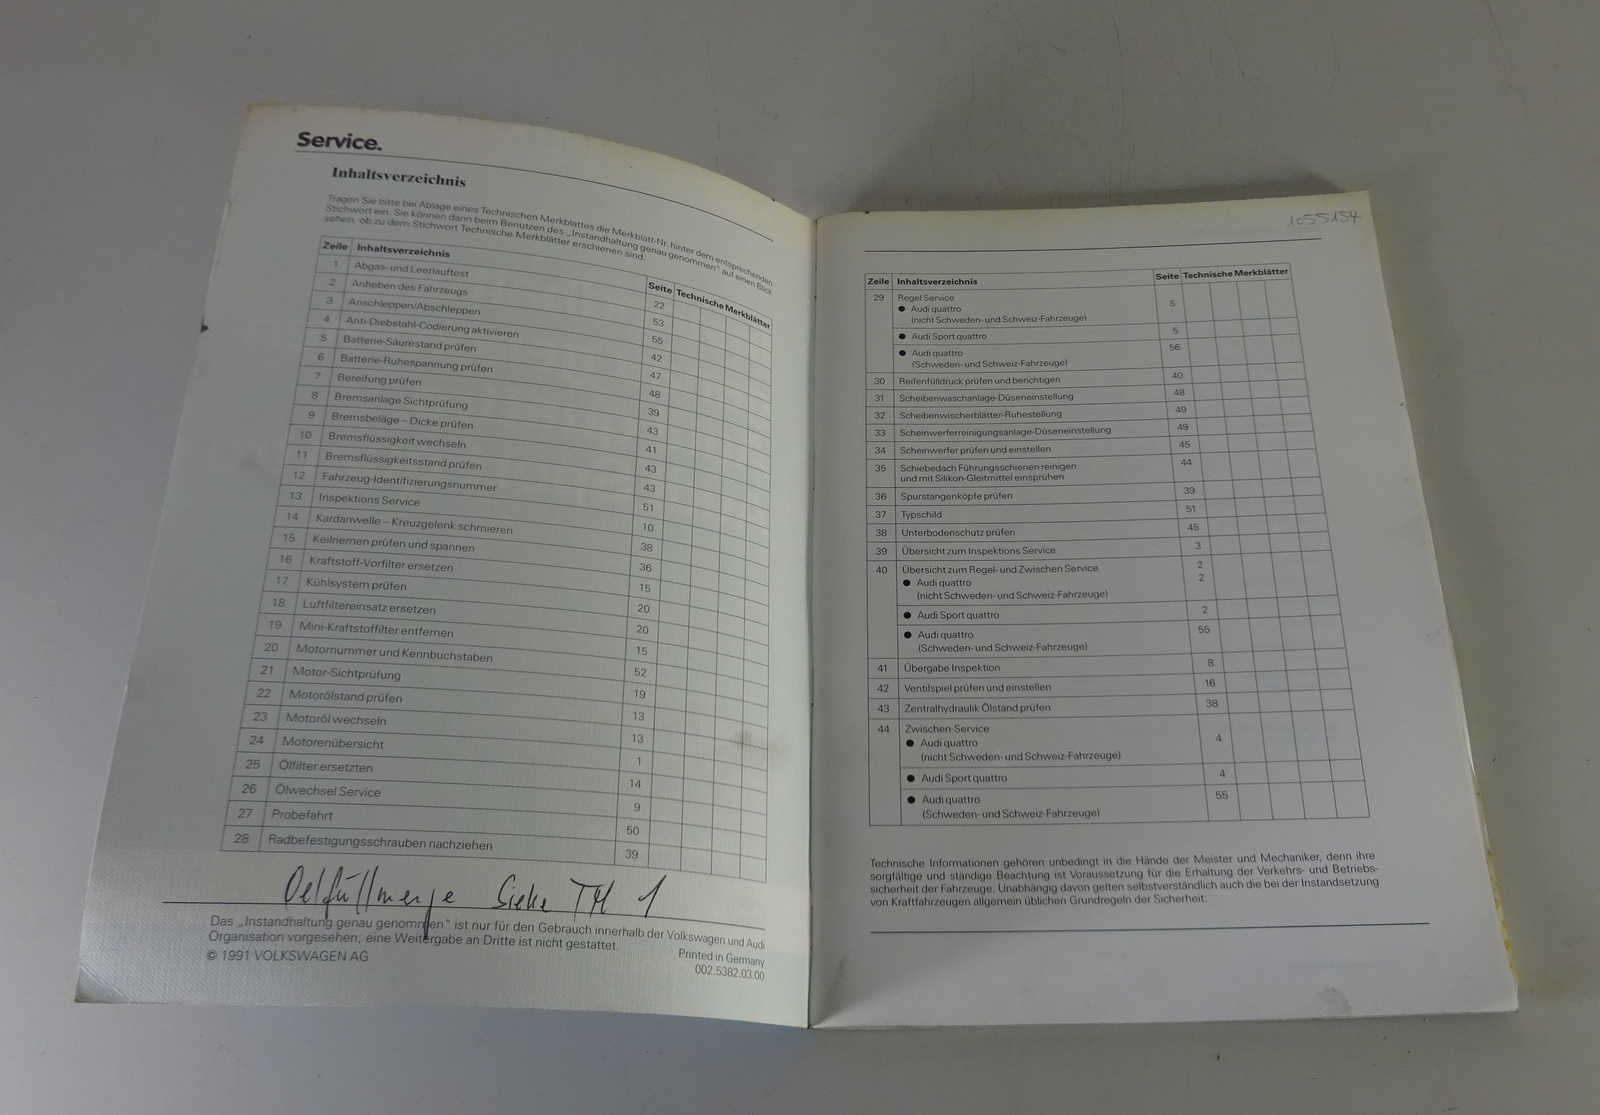 Service.
Inhaltsverzeichnis
Tragen Sie bitte bei Ablage eines Technischen Merkblattes die Merkblatt-Nr. hinter dem entsprechenden
Stichwort ein. Sie können dann beim Benutzen des „Instandhaltung genau genommen“ auf einen Blick
sehen, ob zu dem Stichwort Technische Merkblätter erschienen sind.
Zeile Inhaltsverzeichnis Seite Technische Merkblätter
1 Abgas- und Leerlauftest 22
2 Anheben des Fahrzeugs 53
3 Anschleppen/Abschleppen 55
4 Anti-Diebstahl-Codierung aktivieren 42
5 Batterie-Säurestand prüfen 47
6 Batterie-Ruhespannung prüfen 48
7 Bereifung prüfen 39
8 Bremsanlage Sichtprüfung 43
9 Bremsbeläge – Dicke prüfen 41
10 Bremsflüssigkeit wechseln 43
11 Bremsflüssigkeitsstand prüfen 43
12 Fahrzeug-Identifizierungsnummer 51
13 Inspektions Service 10
14 Kardanwelle – Kreuzgelenk schmieren 38
15 Keilriemen prüfen und spannen 36
16 Kraftstoff-Vorfilter ersetzen 15
17 Kühlsystem prüfen 20
18 Luftfiltereinsatz ersetzen 20
19 Mini-Kraftstoffilter entfernen 15
20 Motornummer und Kennbuchstaben 52
21 Motor-Sichtprüfung 19
22 Motorölstand prüfen 13
23 Motoröl wechseln 13
24 Motorenübersicht 1
25 Ölfilter ersetzten 14
26 Ölwechsel Service 9
27 Probefahrt 50
28 Radbefestigungsschrauben nachziehen 39
Oelfüllmenge Siehe TM 1
Das „Instandhaltung genau genommen“ ist nur für den Gebrauch innerhalb der Volkswagen und Audi
Organisation vorgesehen; eine Weitergabe an Dritte ist nicht gestattet.
© 1991 VOLKSWAGEN AG
Printed in Germany
002.5382.03.00
1055154
Zeile Inhaltsverzeichnis Seite Technische Merkblätter
29 Regel Service
● Audi quattro 5
(nicht Schweden- und Schweiz-Fahrzeuge)
● Audi Sport quattro 5
● Audi quattro 56
(Schweden- und Schweiz-Fahrzeuge)
30 Reifenfülldruck prüfen und berichtigen 40
31 Scheibenwaschanlage-Düseneinstellung 48
32 Scheibenwischerblätter-Ruhestellung 49
33 Scheinwerferreinigungsanlage-Düseneinstellung 49
34 Scheinwerfer prüfen und einstellen 45
35 Schiebedach Führungsschienen reinigen 44
und mit Silikon-Gleitmittel einsprühen
36 Spurstangenköpfe prüfen 39
37 Typschild 51
38 Unterbodenschutz prüfen 45
39 Übersicht zum Inspektions Service 3
40 Übersicht zum Regel- und Zwischen Service 2
● Audi quattro 2
(nicht Schweden- und Schweiz-Fahrzeuge)
● Audi Sport quattro 2
● Audi quattro 55
(Schweden- und Schweiz-Fahrzeuge)
41 Übergabe Inspektion 8
42 Ventilspiel prüfen und einstellen 16
43 Zentralhydraulik Ölstand prüfen 38
44 Zwischen-Service
● Audi quattro 4
(nicht Schweden- und Schweiz-Fahrzeuge)
● Audi Sport quattro 4
● Audi quattro 55
(Schweden- und Schweiz-Fahrzeuge)
Technische Informationen gehören unbedingt in die Hände der Meister und Mechaniker, denn ihre
sorgfältige und ständige Beachtung ist Voraussetzung für die Erhaltung der Verkehrs- und Betriebs-
sicherheit der Fahrzeuge. Unabhängig davon gelten selbstverständlich auch die bei der Instandsetzung
von Kraftfahrzeugen allgemein üblichen Grundregeln der Sicherheit.